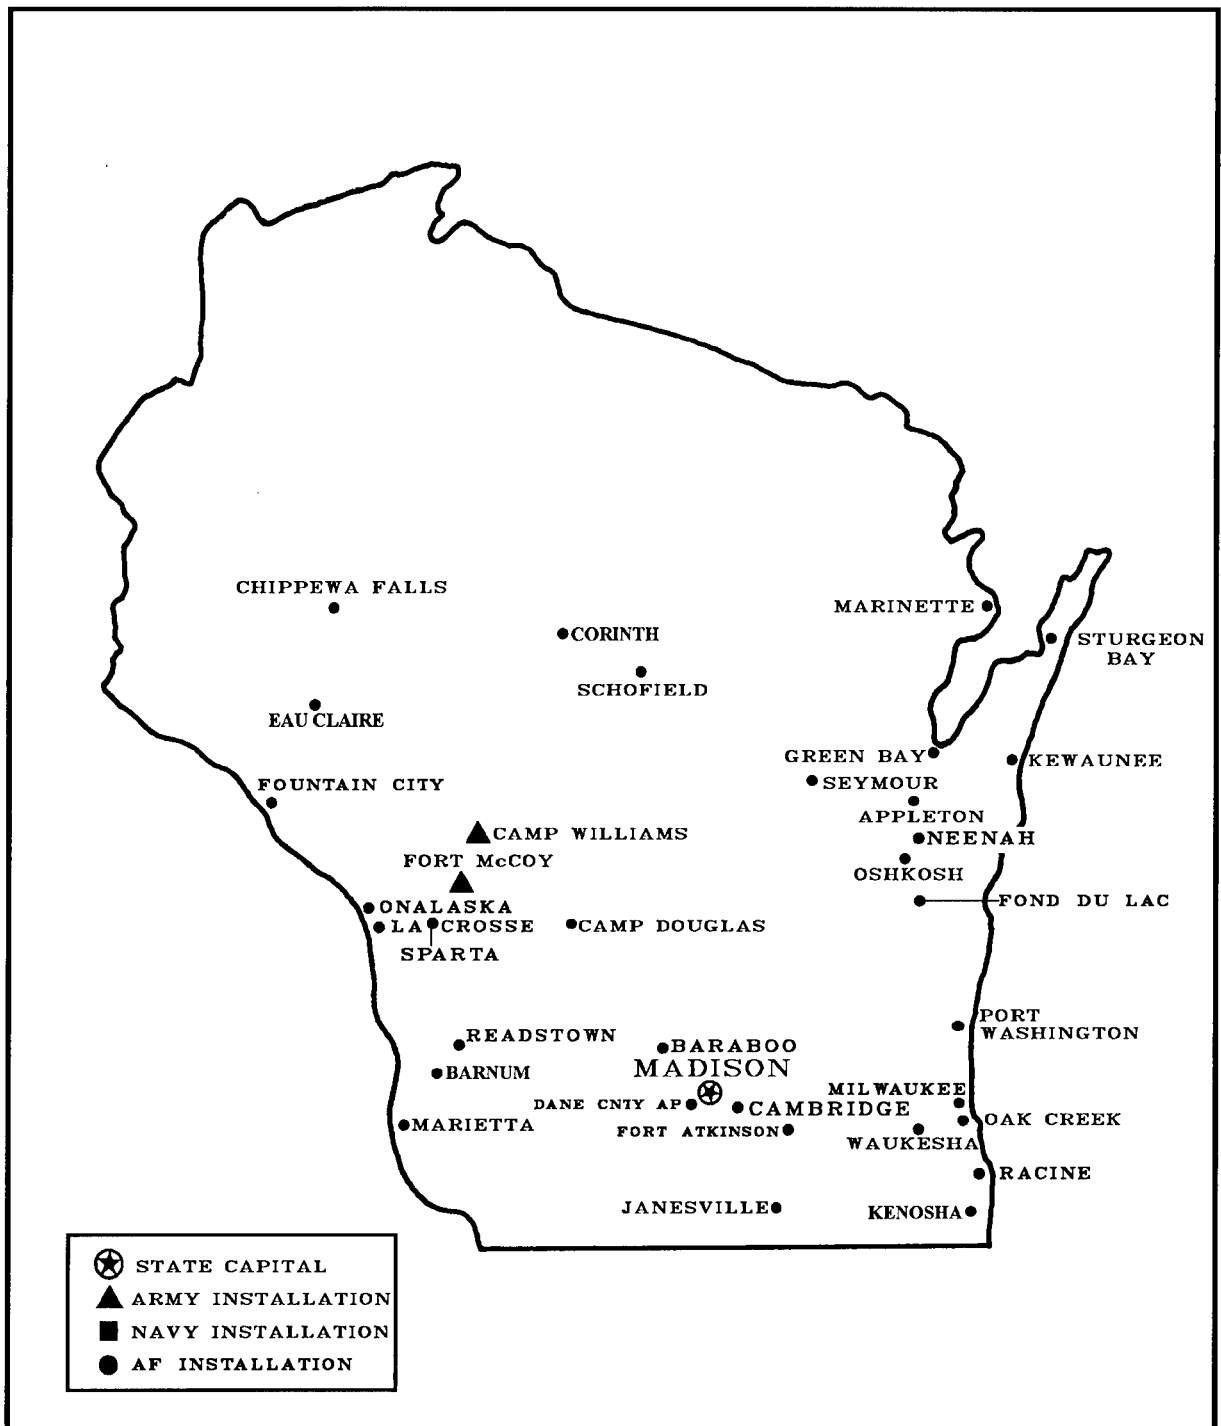 CHIPPEWA FALLS
MARINETTE
CORINTH
STURGEON
BAY
SCHOFIELD
EAU CLAIRE
GREEN BAY
KEWAUNEE
FOUNTAIN CITY
SEYMOUR
APPLETON
CAMP WILLIAMS
NEENAH
FORT McCOY
OSHKOSH
FOND DU LAC
ONALASKA
LA CROSSE
CAMP DOUGLAS
SPARTA
PORT
WASHINGTON
READSTOWN
BARABOO
MADISON
BARNUM
MILWAUKEE
DANE CNTY AP
CAMBRIDGE
OAK CREEK
MARIETTA
FORT ATKINSON
WAUKESHA
RACINE
JANESVILLE
KENOSHA
STATE CAPITAL
ARMY INSTALLATION
NAVY INSTALLATION
AF INSTALLATION